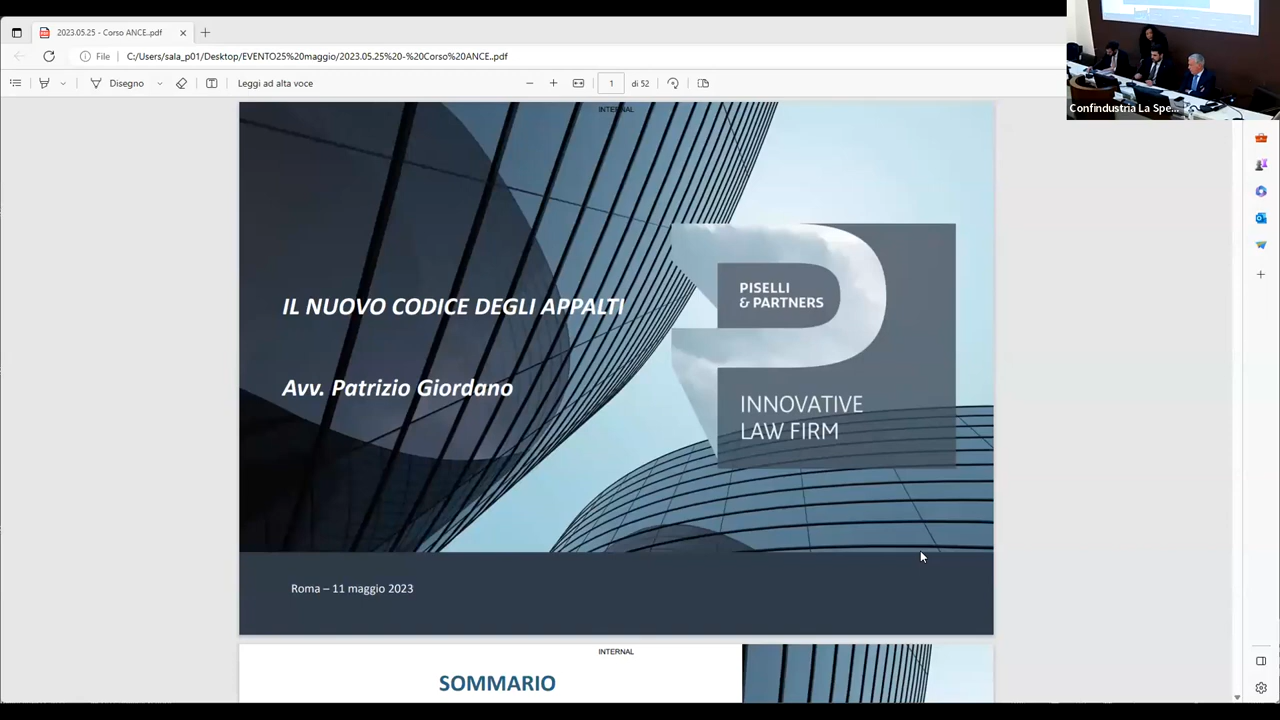 2023.05.25 - Corso ANCE..pdf
File
C:/Users/sala_p01/Desktop/EVENTO25%20maggio/2023.05.25%20-%20Corso%20ANCE..pdf
Disegno
Leggi ad alta voce
1
di 52
Confindustria La Spe...
INTERNAL
PISELLI
& PARTNERS
IL NUOVO CODICE DEGLI APPALTI
Avv. Patrizio Giordano
INNOVATIVE
LAW FIRM
Roma – 11 maggio 2023
INTERNAL
SOMMARIO